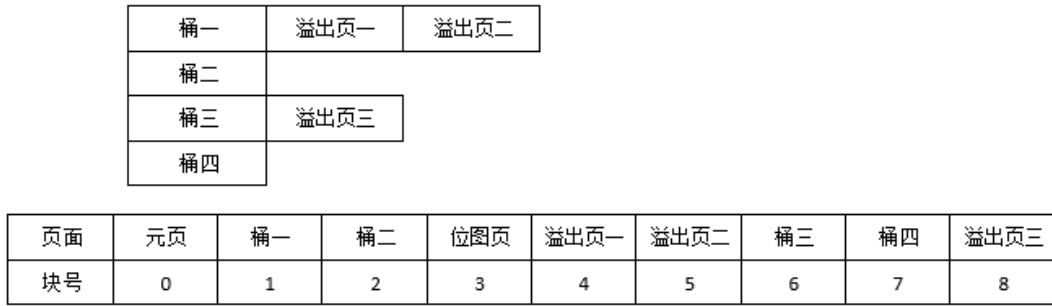 桶一 溢出页一 溢出页二
桶二
桶三 溢出页三
桶四
页面 元页 桶一 桶二 位图页 溢出页一 溢出页二 桶三 桶四 溢出页三
块号 0 1 2 3 4 5 6 7 8